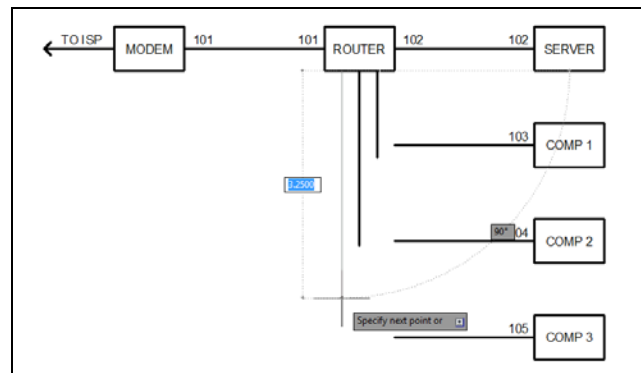 TO ISP MODEM 101 101 ROUTER 102 102 SERVER
103 COMP 1
3.2500
90° 04 COMP 2
Specify next point or
105 COMP 3